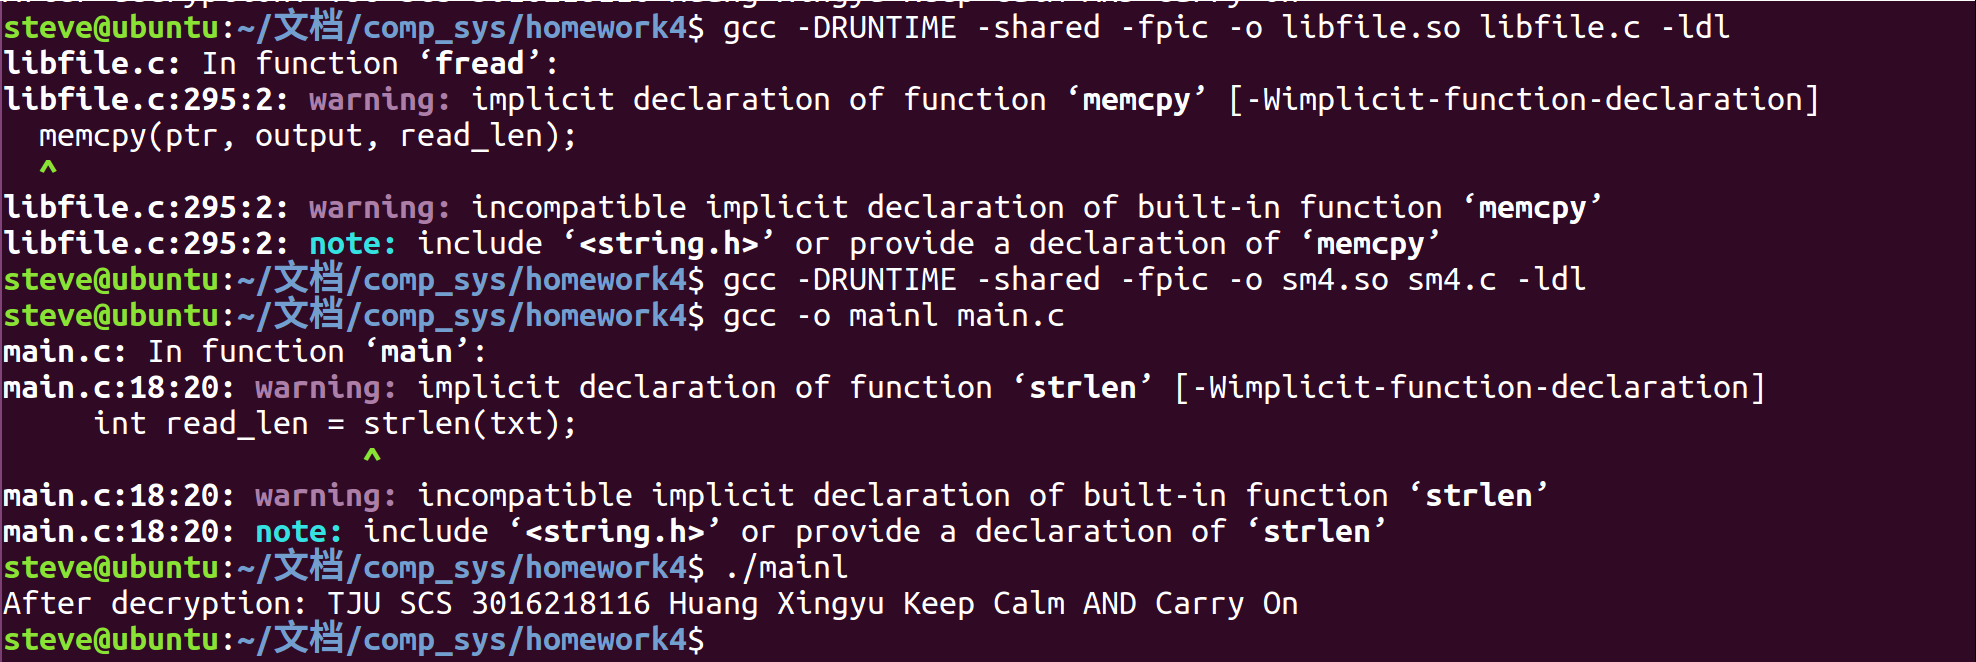 steve@ubuntu:~/文档/comp_sys/homework4$ gcc -DRUNTIME -shared -fpic -o libfile.so libfile.c -ldl
libfile.c: In function ‘fread’:
libfile.c:295:2: warning: implicit declaration of function ‘memcpy’ [-Wimplicit-function-declaration]
  memcpy(ptr, output, read_len);
  ^
libfile.c:295:2: warning: incompatible implicit declaration of built-in function ‘memcpy’
libfile.c:295:2: note: include ‘<string.h>’ or provide a declaration of ‘memcpy’
steve@ubuntu:~/文档/comp_sys/homework4$ gcc -DRUNTIME -shared -fpic -o sm4.so sm4.c -ldl
steve@ubuntu:~/文档/comp_sys/homework4$ gcc -o mainl main.c
main.c: In function ‘main’:
main.c:18:20: warning: implicit declaration of function ‘strlen’ [-Wimplicit-function-declaration]
     int read_len = strlen(txt);
                    ^
main.c:18:20: warning: incompatible implicit declaration of built-in function ‘strlen’
main.c:18:20: note: include ‘<string.h>’ or provide a declaration of ‘strlen’
steve@ubuntu:~/文档/comp_sys/homework4$ ./mainl
After decryption: TJU SCS 3016218116 Huang Xingyu Keep Calm AND Carry On
steve@ubuntu:~/文档/comp_sys/homework4$